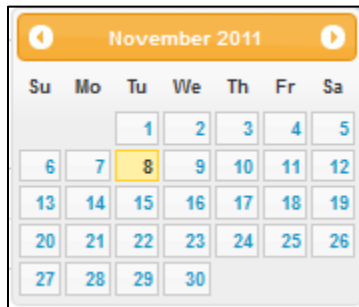 November 2011
Su Mo Tu We Th Fr Sa
1 2 3 4 5
6 7 8 9 10 11 12
13 14 15 16 17 18 19
20 21 22 23 24 25 26
27 28 29 30